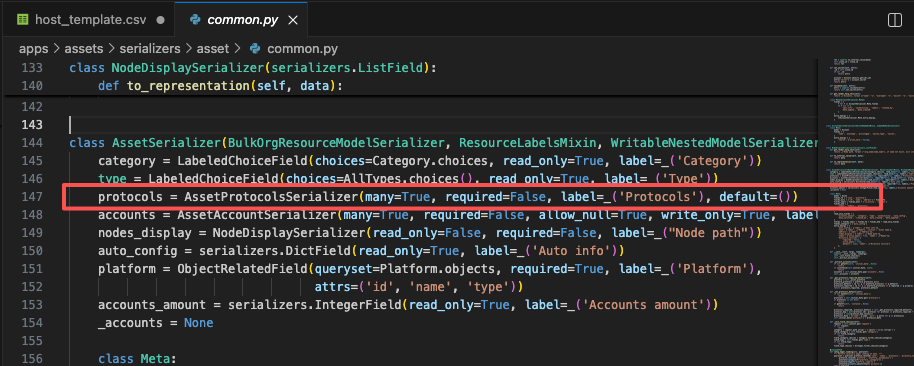 host_template.csv
common.py
apps > assets > serializers > asset > common.py
133 class NodeDisplaySerializer(serializers.ListField):
140 def to_representation(self, data):
142
143
144 class AssetSerializer(BulkOrgResourceModelSerializer, ResourceLabelsMixin, WritableNestedModelSerializer
145 category = LabeledChoiceField(choices=Category.choices, read_only=True, label=_('Category'))
146 type = LabeledChoiceField(choices=AllTypes.choices(), read_only=True, label=_('Type'))
147 protocols = AssetProtocolsSerializer(many=True, required=False, label=_('Protocols'), default=())
148 accounts = AssetAccountSerializer(many=True, required=False, allow_null=True, write_only=True, label
149 nodes_display = NodeDisplaySerializer(read_only=False, required=False, label=_("Node path"))
150 auto_config = serializers.DictField(read_only=True, label=_('Auto info'))
151 platform = ObjectRelatedField(queryset=Platform.objects, required=True, label=_('Platform'),
152 attrs=('id', 'name', 'type'))
153 accounts_amount = serializers.IntegerField(read_only=True, label=_('Accounts amount'))
154 _accounts = None
155
156 class Meta: